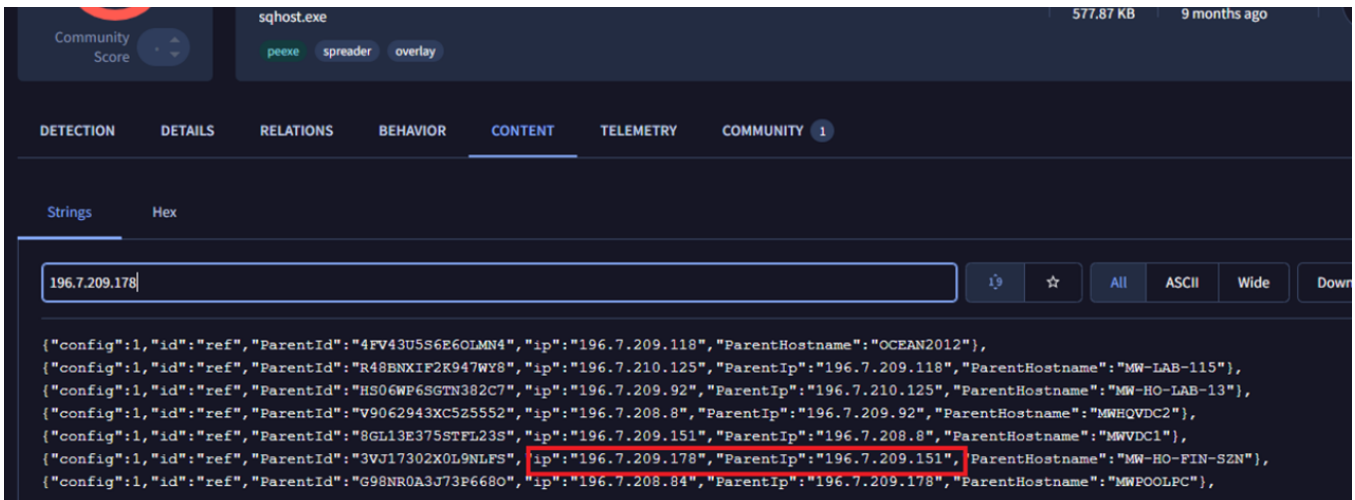 sqhost.exe
577.87 KB
9 months ago
Community
Score
peexe spreader overlay
DETECTION DETAILS RELATIONS BEHAVIOR CONTENT TELEMETRY COMMUNITY 1
Strings Hex
196.7.209.178
All ASCII Wide Down
{"config":1,"id":"ref","ParentId":"4FV43U5S6E6OLMN4","ip":"196.7.209.118","ParentHostname":"OCEAN2012"},
{"config":1,"id":"ref","ParentId":"R48BNXIF2K947WY8","ip":"196.7.210.125","ParentIp":"196.7.209.118","ParentHostname":"MW-LAB-115"},
{"config":1,"id":"ref","ParentId":"HS06WP6SGTN382C7","ip":"196.7.209.92","ParentIp":"196.7.210.125","ParentHostname":"MW-HO-LAB-13"},
{"config":1,"id":"ref","ParentId":"V9062943XC5Z5552","ip":"196.7.208.8","ParentIp":"196.7.209.92","ParentHostname":"MWHQVDC2"},
{"config":1,"id":"ref","ParentId":"8GL13E375STFL23S","ip":"196.7.209.151","ParentIp":"196.7.208.8","ParentHostname":"MWVDC1"},
{"config":1,"id":"ref","ParentId":"3VJ17302X0L9NLFS","ip":"196.7.209.178","ParentIp":"196.7.209.151","ParentHostname":"MW-HO-FIN-SZN"},
{"config":1,"id":"ref","ParentId":"G98NR0A3J73P668O","ip":"196.7.208.84","ParentIp":"196.7.209.178","ParentHostname":"MWPOOLPC"},